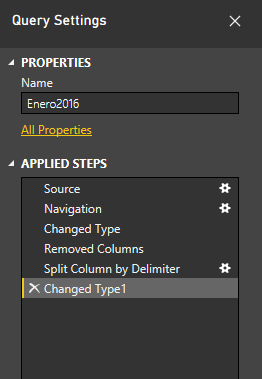 Query Settings
PROPERTIES
Name
Enero2016
All Properties
APPLIED STEPS
Source
Navigation
Changed Type
Removed Columns
Split Column by Delimiter
Changed Type1